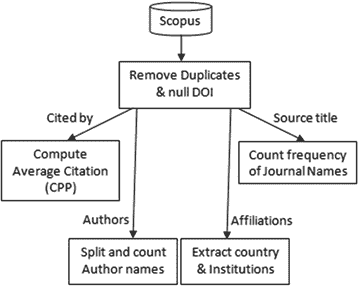 Scopus
Remove Duplicates
& null DOI
Cited by
Source title
Compute
Average Citation
(CPP)
Count frequency
of Journal Names
Authors
Affiliations
Split and count
Author names
Extract country
& Institutions